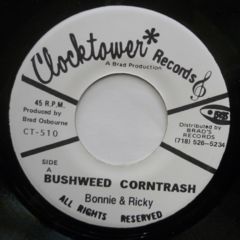 Clocktower* Records
A Brad Production
45 R.P.M.
Produced by
Brad Osbourne
CT-510
Distributed by
BRAD'S
RECORDS
(718) 526-5234
SIDE
A
BUSHWEED CORNTRASH
Bonnie & Ricky
ALL RIGHTS RESERVED